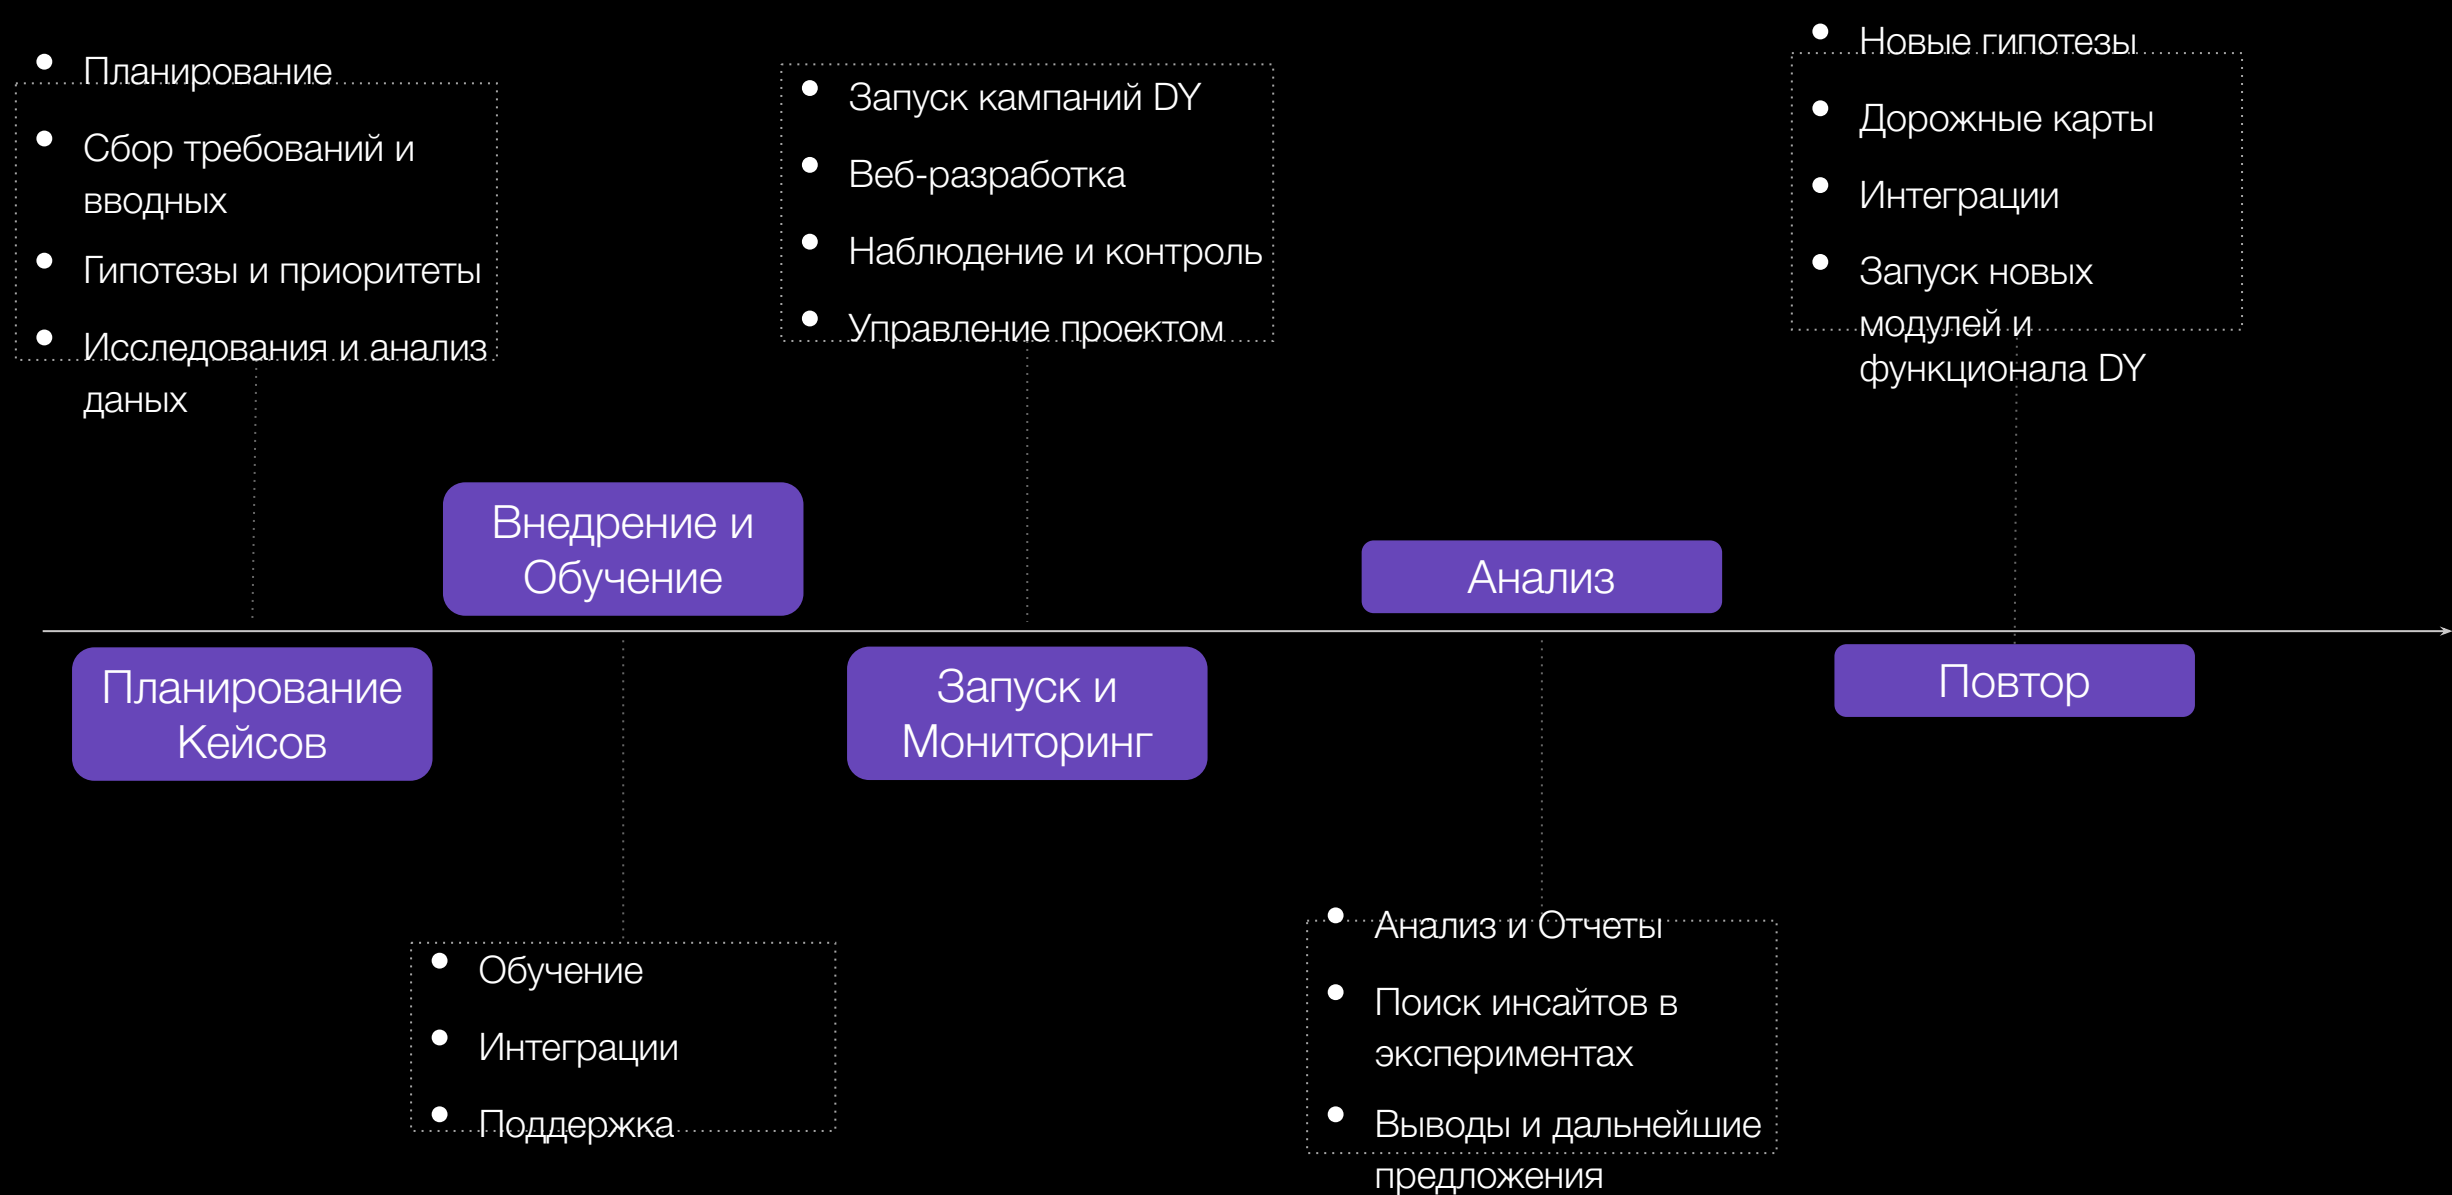 Планирование
Сбор требований и
вводных
Гипотезы и приоритеты
Исследования и анализ
даных
Запуск кампаний DY
Веб-разработка
Наблюдение и контроль
Управление проектом
Новые гипотезы
Дорожные карты
Интеграции
Запуск новых
модулей и
функционала DY
Внедрение и
Обучение
Анализ
Планирование
Кейсов
Запуск и
Мониторинг
Повтор
Обучение
Интеграции
Поддержка
Анализ и Отчеты
Поиск инсайтов в
экспериментах
Выводы и дальнейшие
предложения